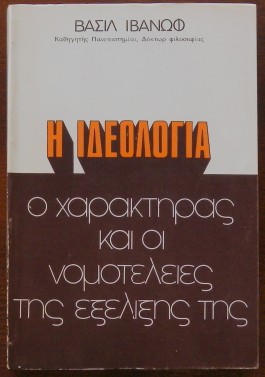 ΒΑΣΙΛ ΙΒΑΝΩΦ
Καθηγητής Πανεπιστημίου, Δόκτωρ φιλοσοφίας
Η ΙΔΕΟΛΟΓΙΑ
Ο χαρακτηρας
και οι
νομοτελειες
της εξελιξης της